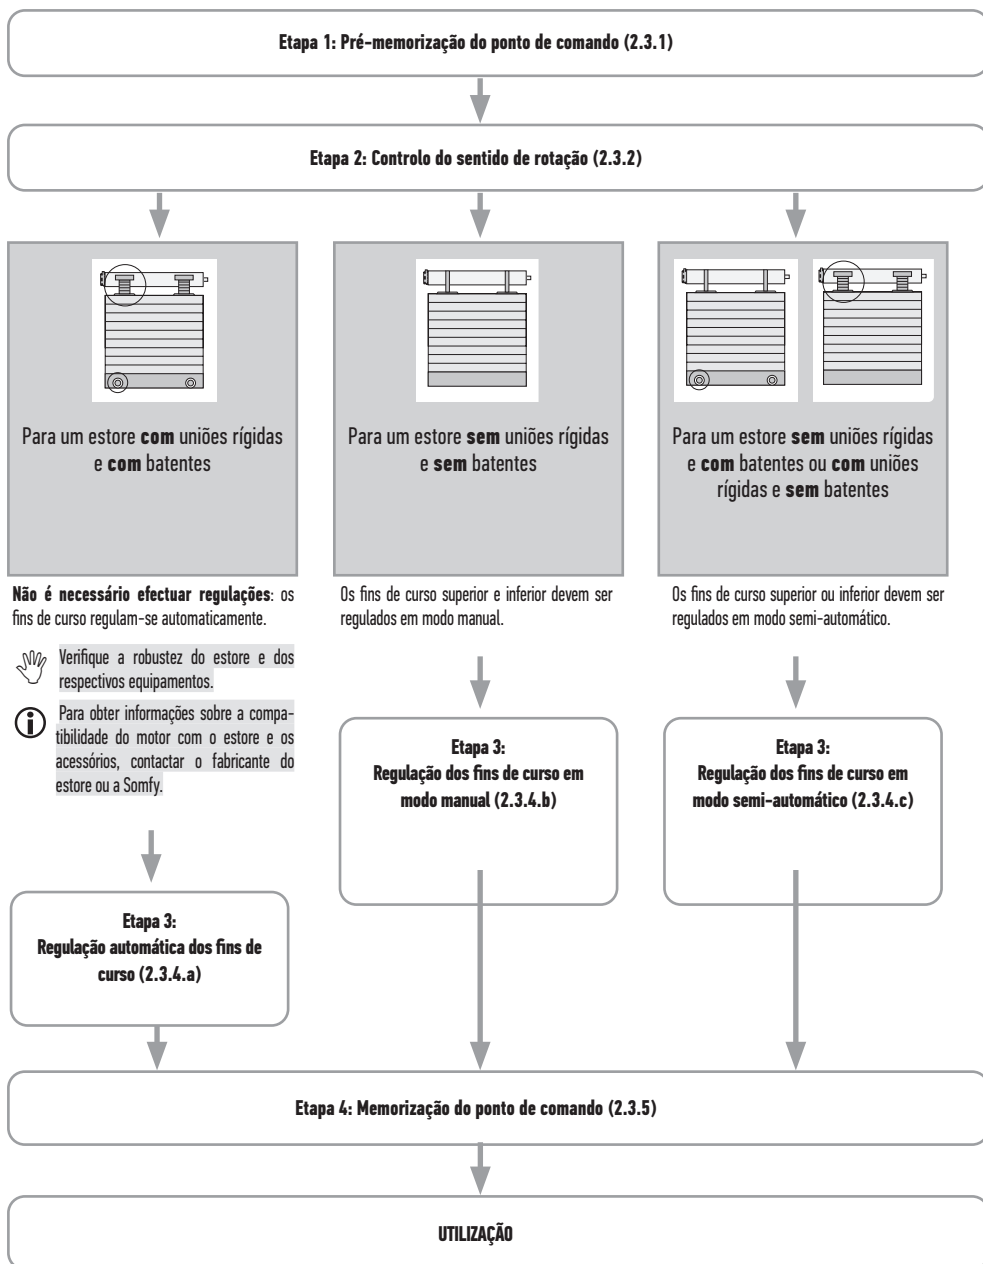 Etapa 1: Pré-memorização do ponto de comando (2.3.1)
Etapa 2: Controlo do sentido de rotação (2.3.2)
Para um estore com uniões rígidas
e com batentes
Não é necessário efectuar regulações: os
fins de curso regulam-se automaticamente.
Verifique a robustez do estore e dos
respectivos equipamentos.
Para obter informações sobre a compa-
tibilidade do motor com o estore e os
acessórios, contactar o fabricante do
estore ou a Somfy.
Etapa 3:
Regulação automática dos fins de
curso (2.3.4.a)
Para um estore sem uniões rígidas
e sem batentes
Os fins de curso superior e inferior devem ser
regulados em modo manual.
Etapa 3:
Regulação dos fins de curso em
modo manual (2.3.4.b)
Para um estore sem uniões rígidas
e com batentes ou com uniões
rígidas e sem batentes
Os fins de curso superior ou inferior devem ser
regulados em modo semi-automático.
Etapa 3:
Regulação dos fins de curso em
modo semi-automático (2.3.4.c)
Etapa 4: Memorização do ponto de comando (2.3.5)
UTILIZAÇÃO